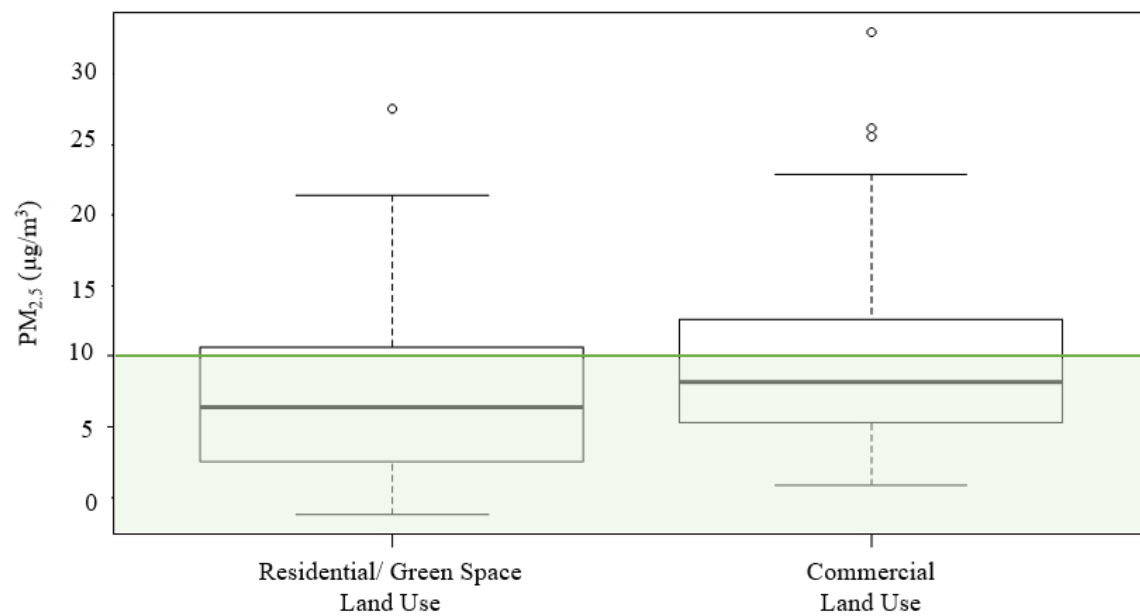 30
25
20
15
10
5
0
PM2.5 (µg/m³)
Residential/ Green Space
Land Use
Commercial
Land Use